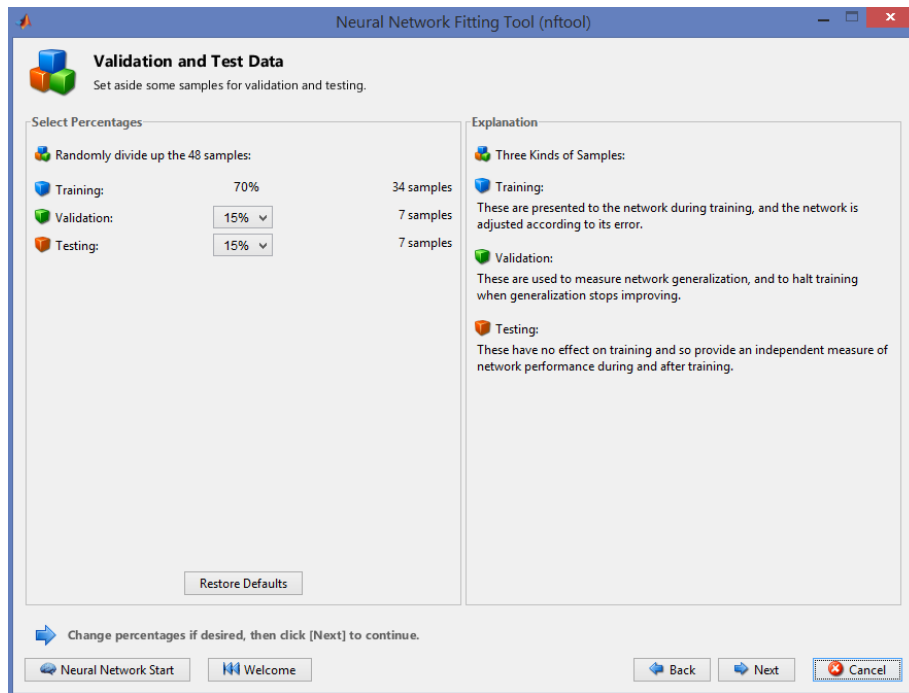 Neural Network Fitting Tool (nftool)
Validation and Test Data
Set aside some samples for validation and testing.
Select Percentages
Randomly divide up the 48 samples:
Training: 70% 34 samples
Validation: 15% 7 samples
Testing: 15% 7 samples
Restore Defaults
Explanation
Three Kinds of Samples:
Training:
These are presented to the network during training, and the network is
adjusted according to its error.
Validation:
These are used to measure network generalization, and to halt training
when generalization stops improving.
Testing:
These have no effect on training and so provide an independent measure of
network performance during and after training.
Change percentages if desired, then click [Next] to continue.
Neural Network Start Welcome Back Next Cancel